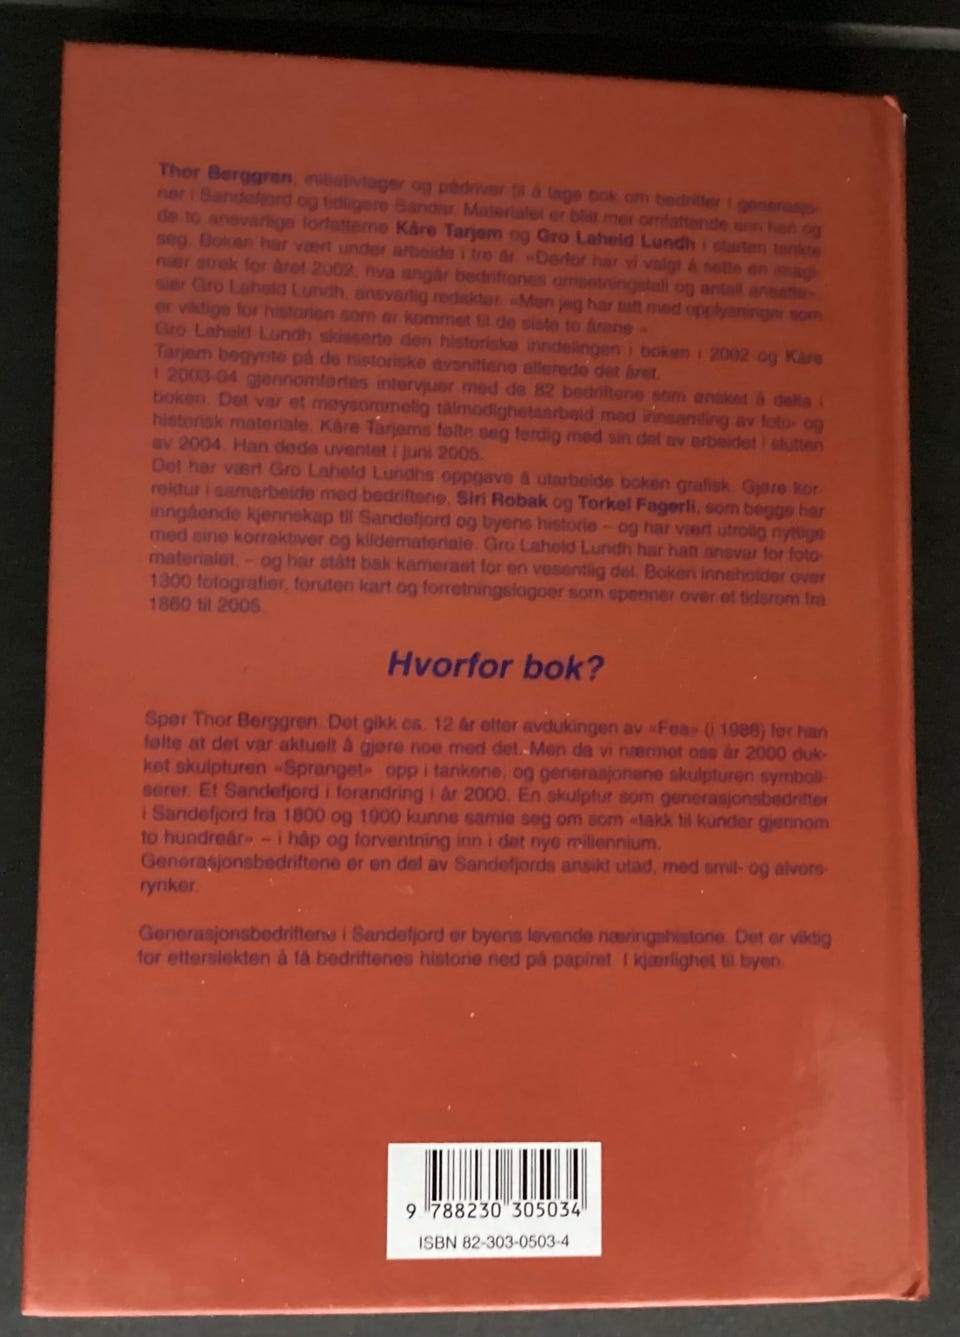 Thor Berggren, initiativtager og pådriver til å lage bok om bedrifter i generasjo-
ner i Sandefjord og tidligere Sandar. Materialet er blitt mer omfattende enn han og
de to ansvarlige forfatterne Kåre Tarjem og Gro Laheld Lundh i starten tenkte
seg. Boken har vært under arbeide i tre år. «Derfor har vi valgt å sette en imagi-
nær strek for året 2002, hva angår bedriftenes omsetningstall og antall ansatte»,
sier Gro Laheld Lundh, ansvarlig redaktør. «Men jeg har tatt med opplysninger som
er viktige for historien som er kommet til de siste to årene –
Gro Laheld Lundh skisserte den historiske inndelingen i boken i 2002 og Kåre
Tarjem begynte på de historiske avsnittene allerede det året.
I 2003-04 gjennomførtes intervjuer med de 82 bedriftene som ønsket å delta i
boken. Det var et møysommelig tålmodighetsarbeid med innsamling av foto- og
historisk materiale. Kåre Tarjems følte seg ferdig med sin del av arbeidet i slutten
av 2004. Han døde uventet i juni 2005.
Det har vært Gro Laheld Lundhs oppgave å utarbeide boken grafisk. Gjøre kor-
rektur i samarbeide med bedriftene, Siri Robak og Torkel Fagerli, som begge har
inngående kjennskap til Sandefjord og byens historie – og har vært utrolig nyttige
med sine korrektiver og kildemateriale. Gro Laheld Lundh har hatt ansvar for foto-
materialet, – og har stått bak kameraet for en vesentlig del. Boken inneholder over
1300 fotografier, foruten kart og forretningslogoer som spenner over et tidsrom fra
1860 til 2005.
Hvorfor bok?
Spør Thor Berggren. Det gikk ca. 12 år etter avdukingen av «Fea» (i 1988) før han
følte at det var aktuelt å gjøre noe med det. Men da vi nærmet oss år 2000 duk-
ket skulpturen «Spranget» opp i tankene, og generasjonene skulpturen symboli-
serer. Et Sandefjord i forandring i år 2000. En skulptur som generasjonsbedrifter
i Sandefjord fra 1800 og 1900 kunne samle seg om som «takk til kunder gjennom
to hundreår» – i håp og forventning inn i det nye millennium.
Generasjonsbedriftene er en del av Sandefjords ansikt utad, med smil- og alvors-
rynker.
Generasjonsbedriftene i Sandefjord er byens levende næringshistorie. Det er viktig
for etterslekten å få bedriftenes historie ned på papiret. I kjærlighet til byen.
9 788230 305034
ISBN 82-303-0503-4